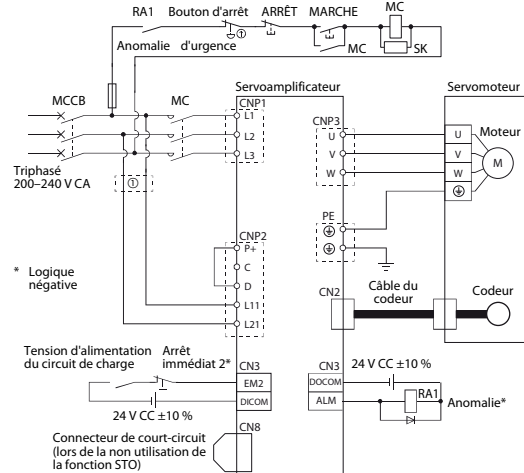 RA1 Bouton d'arrêt ARRÊT MARCHE MC
Anomalie d'urgence ① MC SK
Servoamplificateur Servomoteur
MCCB MC CNP1
L1
L2
L3
CNP3
U
V
W
U
V
W
Moteur
M
Triphasé
200–240 V CA
①
PE
CNP2
P+
C
D
L11
L21
* Logique
négative
CN2
Câble du
codeur
Codeur
Tension d'alimentation
du circuit de charge
Arrêt
immédiat 2*
CN3
EM2
DICOM
24 V CC ±10 %
CN3
DOCOM
ALM
24 V CC ±10 %
RA1
Anomalie*
CN8
Connecteur de court-circuit
(lors de la non utilisation de
la fonction STO)